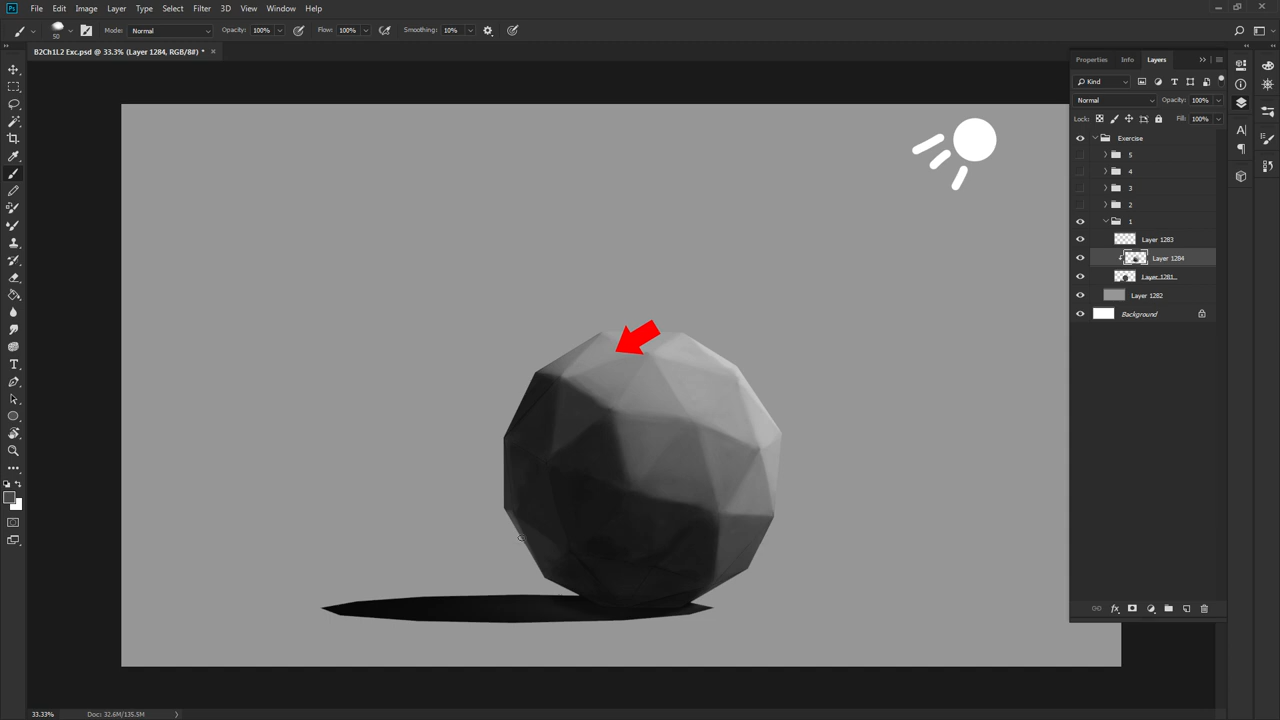 Ps File Edit Image Layer Type Select Filter 3D View Window Help
50 Mode: Normal Opacity: 100% Flow: 100% Smoothing: 10%
B2Ch1L2 Exc.psd @ 33.3% (Layer 1284, RGB/8#) * ×
Properties Info Layers
Kind
Normal Opacity: 100%
Lock: Fill: 100%
Exercise
5
4
3
2
1
Layer 1283
Layer 1284
Layer 1281
Layer 1282
Background
33.33% Doc: 32.6M/135.5M